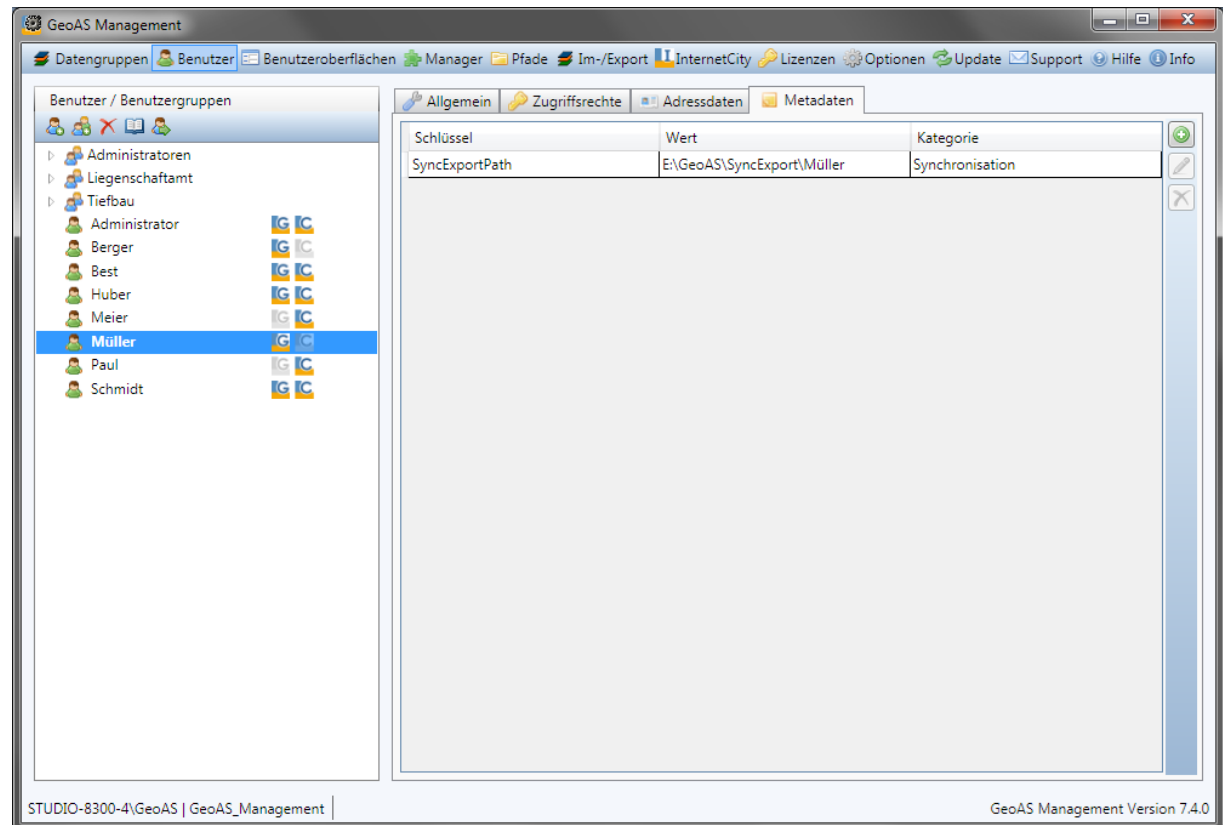 GeoAS Management
Datengruppen Benutzer Benutzeroberflächen Manager Pfade Im-/Export InternetCity Lizenzen Optionen Update Support Hilfe Info
Benutzer / Benutzergruppen
Administratoren
Liegenschaftamt
Tiefbau
Administrator G C
Berger G C
Best G C
Huber G C
Meier G C
Müller G C
Paul G C
Schmidt G C
Allgemein Zugriffsrechte Adressdaten Metadaten
Schlüssel Wert Kategorie
SyncExportPath E:\GeoAS\SyncExport\Müller Synchronisation
STUDIO-8300-4\GeoAS | GeoAS_Management
GeoAS Management Version 7.4.0